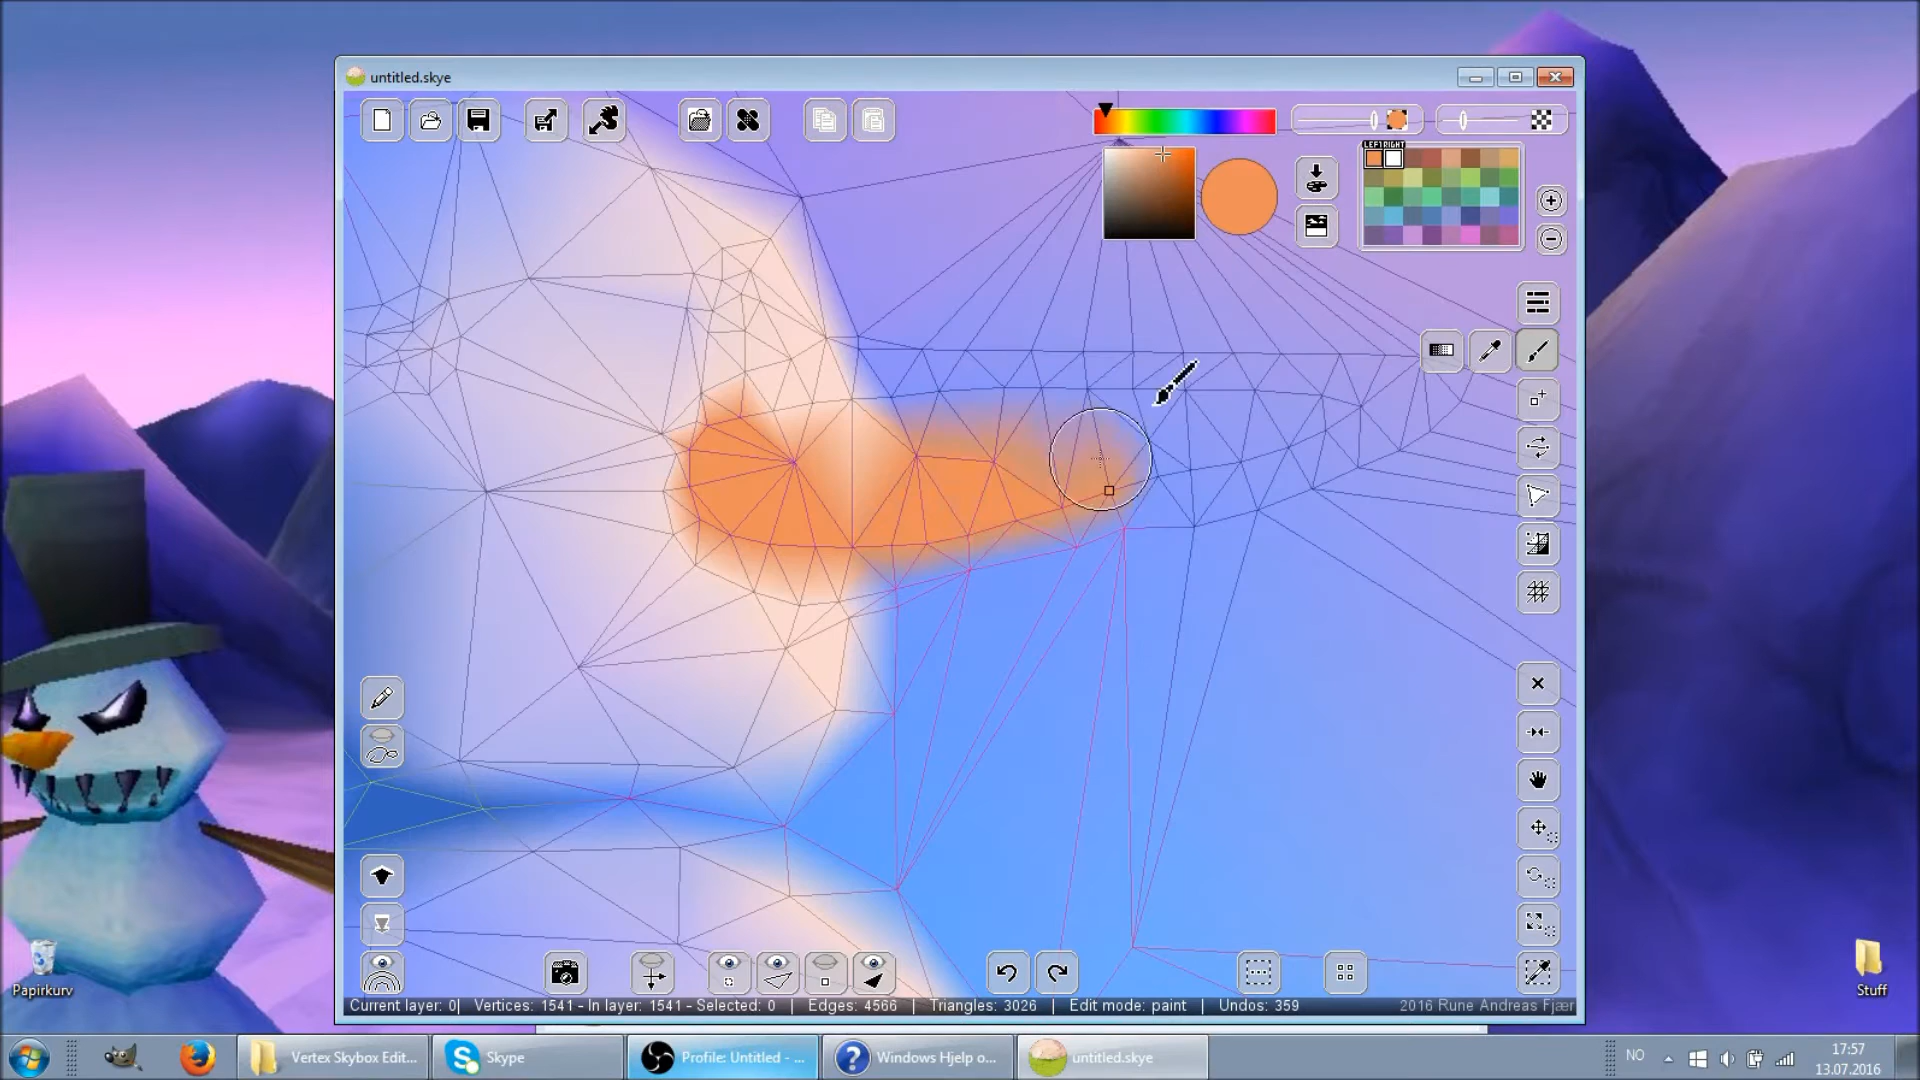 untitled.skye
LEFT RIGHT
Current layer: 0| Vertices: 1541 - In layer: 1541 - Selected: 0 | Edges: 4566 | Triangles: 3026 | Edit mode: paint | Undos: 359
2016 Rune Andreas Fjær
Papirkurv
Stuff
Vertex Skybox Edit...
Skype
Profile: Untitled - ...
Windows Hjelp o...
untitled.skye
NO
17:57
13.07.2016